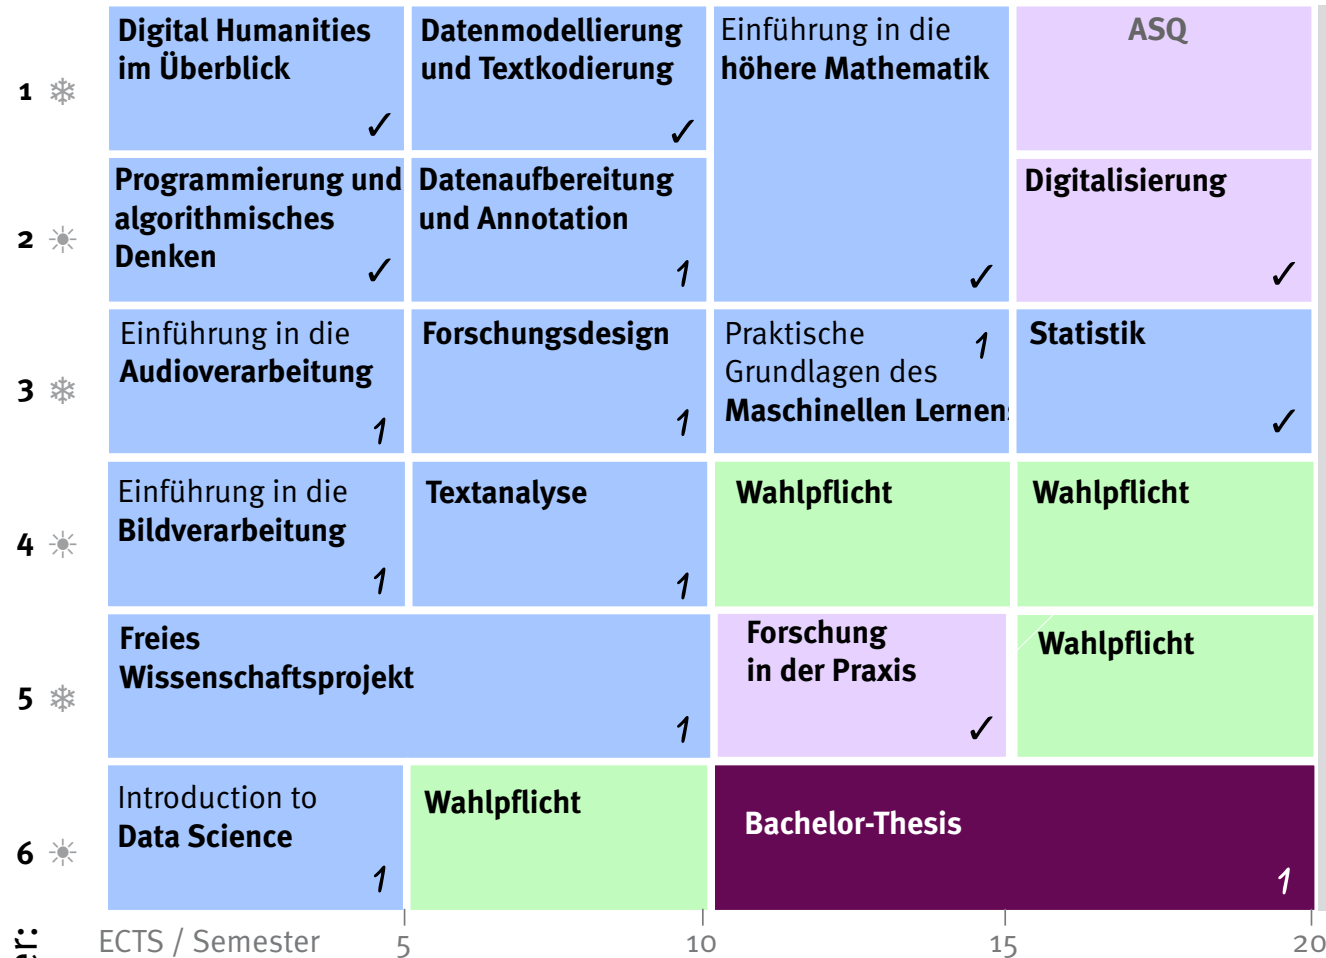 Digital Humanities
im Überblick
✓
Datenmodellierung
und Textkodierung
✓
Einführung in die
höhere Mathematik
✓
ASQ
1
Programmierung und
algorithmisches
Denken
✓
Datenaufbereitung
und Annotation
1
Digitalisierung
✓
2
Einführung in die
Audioverarbeitung
1
Forschungsdesign
1
Praktische
Grundlagen des
Maschinellen Lernens
1
Statistik
✓
3
Einführung in die
Bildverarbeitung
1
Textanalyse
1
Wahlpflicht
Wahlpflicht
4
Freies
Wissenschaftsprojekt
1
Forschung
in der Praxis
✓
Wahlpflicht
5
Introduction to
Data Science
1
Wahlpflicht
Bachelor-Thesis
1
6
ECTS / Semester
5
10
15
20